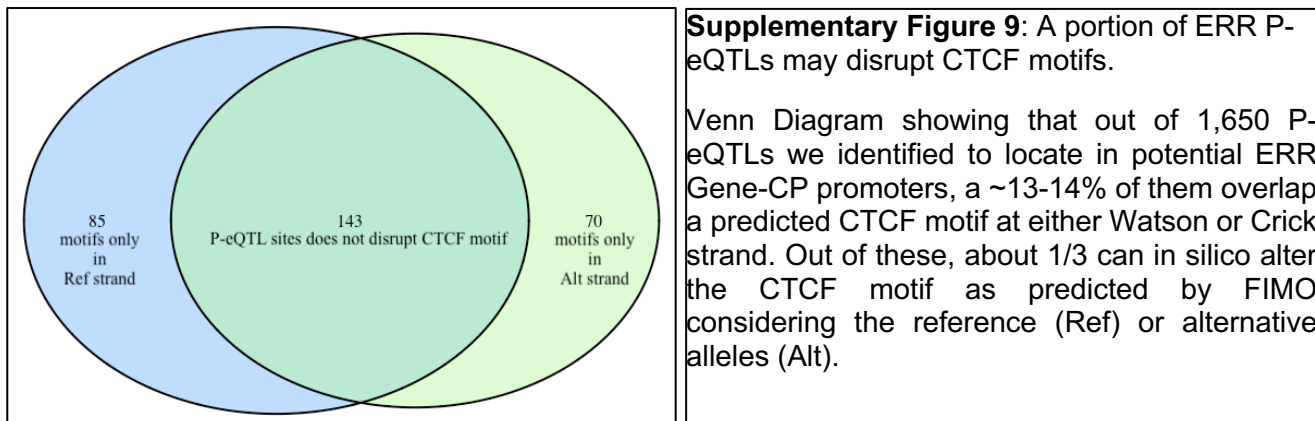 85
motifs only
in
Ref strand
143
P-eQTL sites does not disrupt CTCF motif
70
motifs only
in
Alt strand
Supplementary Figure 9: A portion of ERR P-
eQTLs may disrupt CTCF motifs.
Venn Diagram showing that out of 1,650 P-
eQTLs we identified to locate in potential ERR
Gene-CP promoters, a ~13-14% of them overlap
a predicted CTCF motif at either Watson or Crick
strand. Out of these, about 1/3 can in silico alter
the CTCF motif as predicted by FIMO
considering the reference (Ref) or alternative
alleles (Alt).